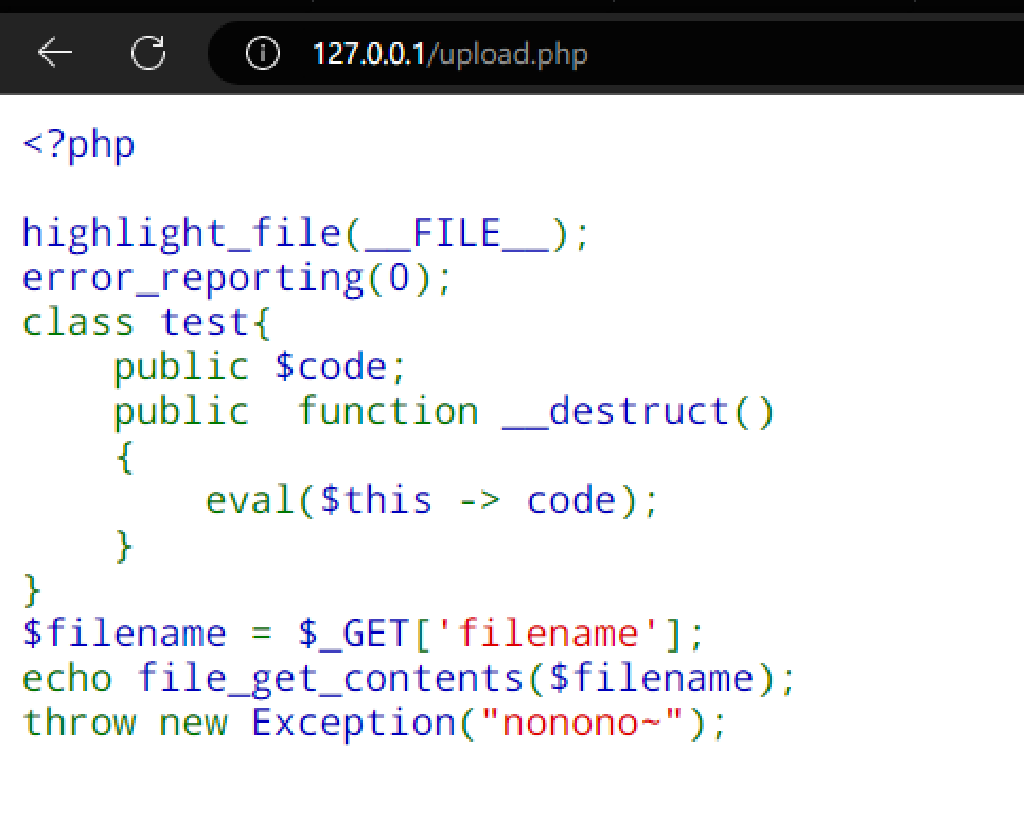 127.0.0.1/upload.php
<?php
highlight_file(__FILE__);
error_reporting(0);
class test{
    public $code;
    public  function __destruct()
    {
        eval($this -> code);
    }
}
$filename = $_GET['filename'];
echo file_get_contents($filename);
throw new Exception("nonono~");